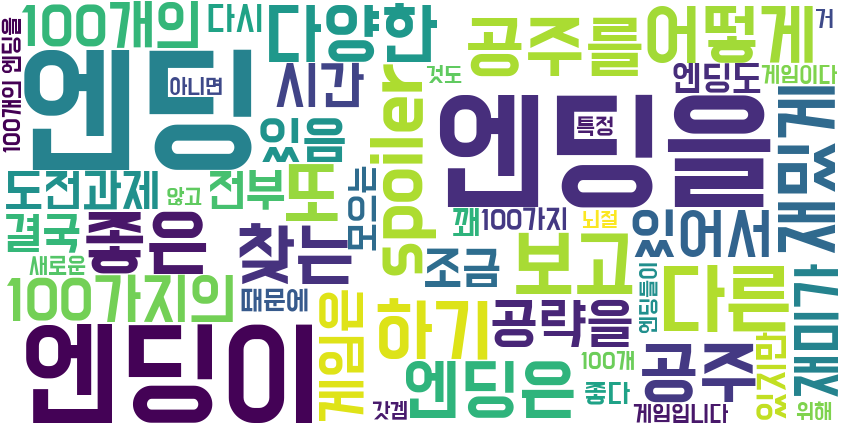 100개의 엔딩을
100개의
다시
다양한
공주를
어떻게
거
엔딩
아니면
시간
것도
spoiler
엔딩을
특정
엔딩도
게임이다
재밌게
있음
도전과제
않고
전부
또
모으는
꽤
100가지
뇌절
있어서
결국
좋은
찾는
조금
보고
다른
재미가
새로운
100가지의
때문에
게임은
하기
공략을
엔딩들이
엔딩이
엔딩은
100개
공주
있지만
갓겜
좋다
게임입니다
위해